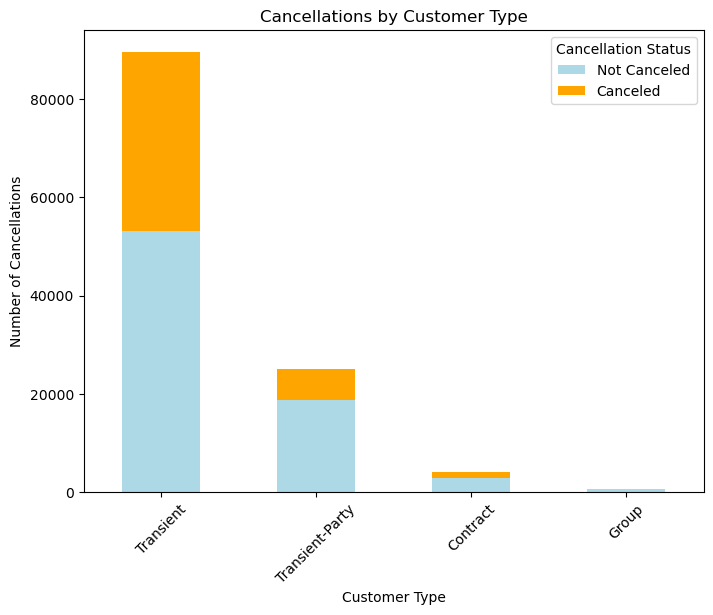 Cancellations by Customer Type
Cancellation Status
Not Canceled
Canceled
Number of Cancellations
80000
60000
40000
20000
0
Transient
Transient-Party
Contract
Group
Customer Type